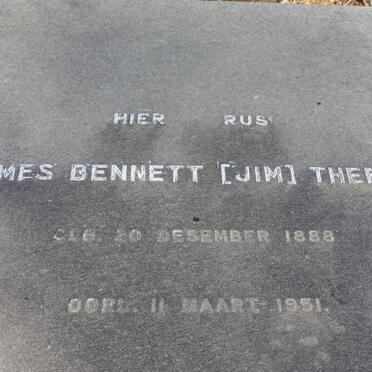 HIER RUS
MES BENNETT [JIM] THER
GEB. 20 DESEMBER 1888
OORL. 11 MAART 1951.